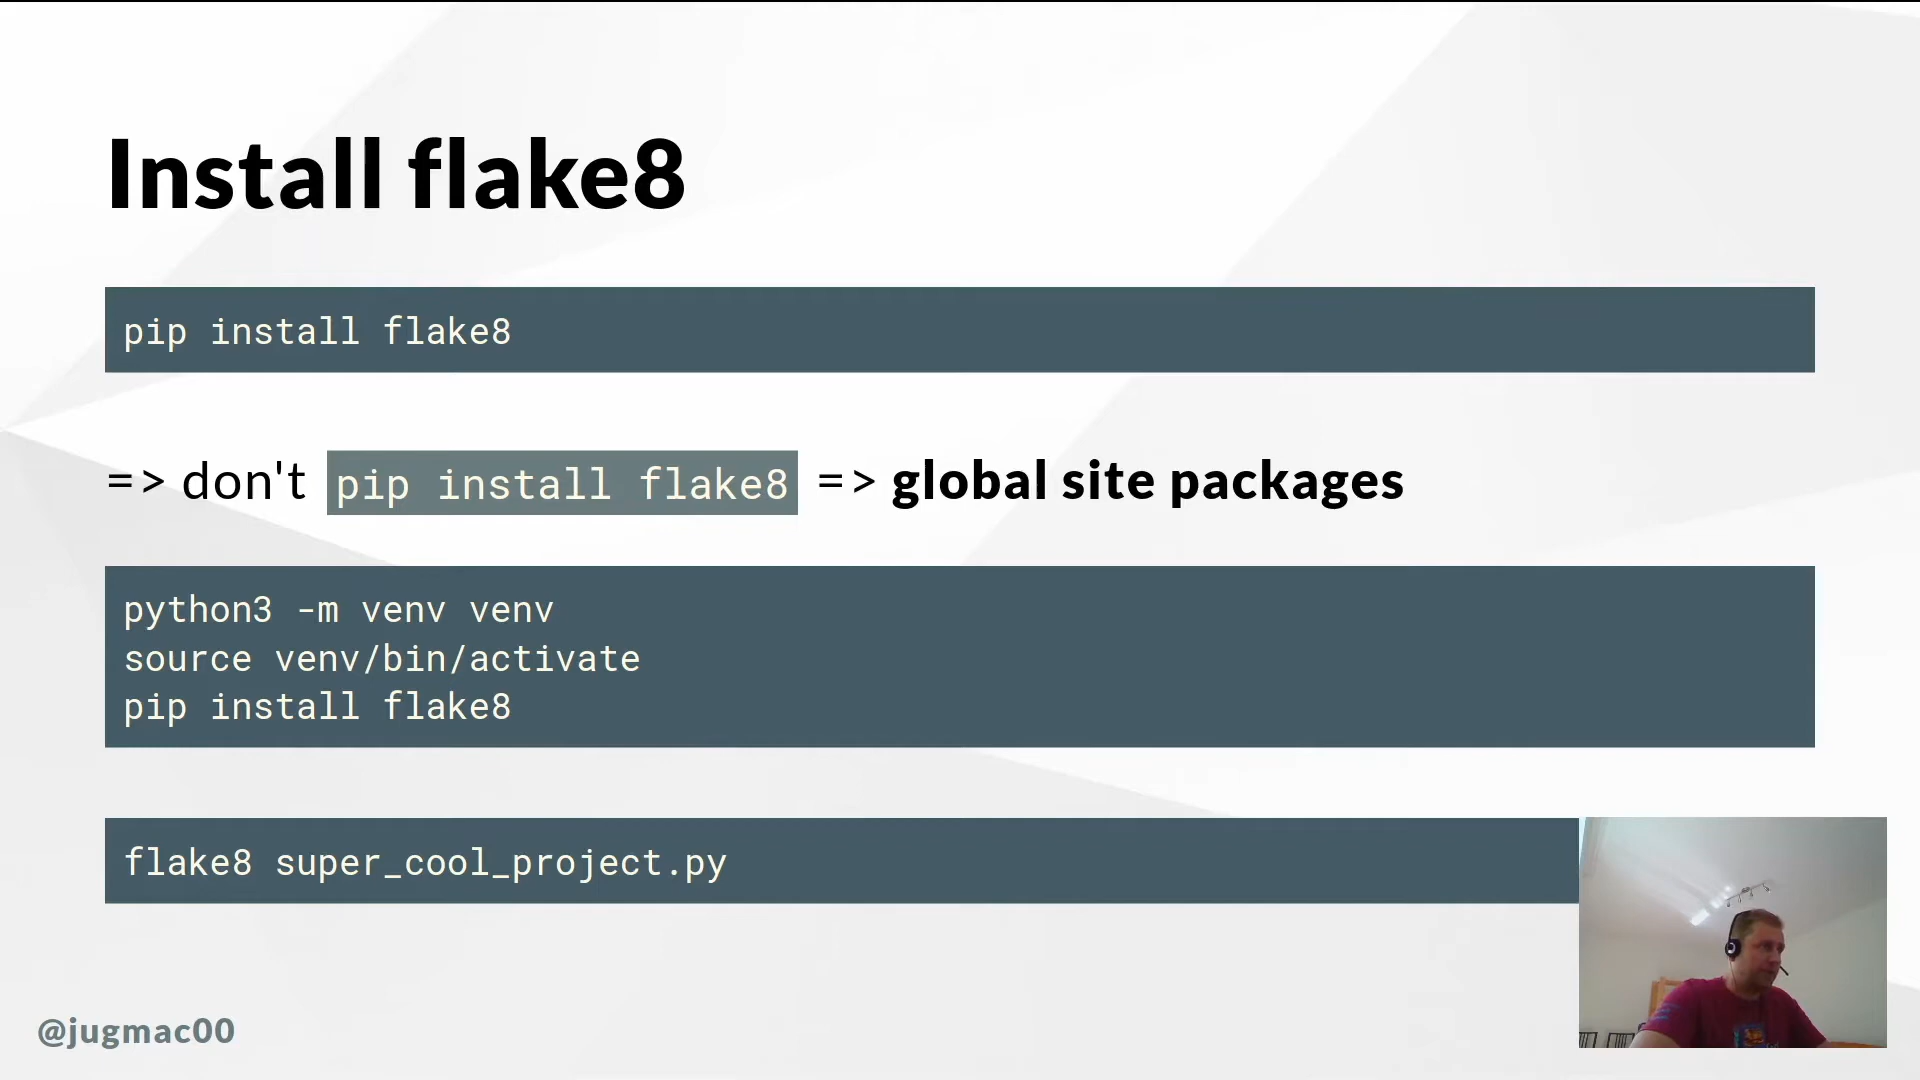 Install flake8
pip install flake8
=> don't pip install flake8 => global site packages
python3 -m venv venv
source venv/bin/activate
pip install flake8
flake8 super_cool_project.py
@jugmac00